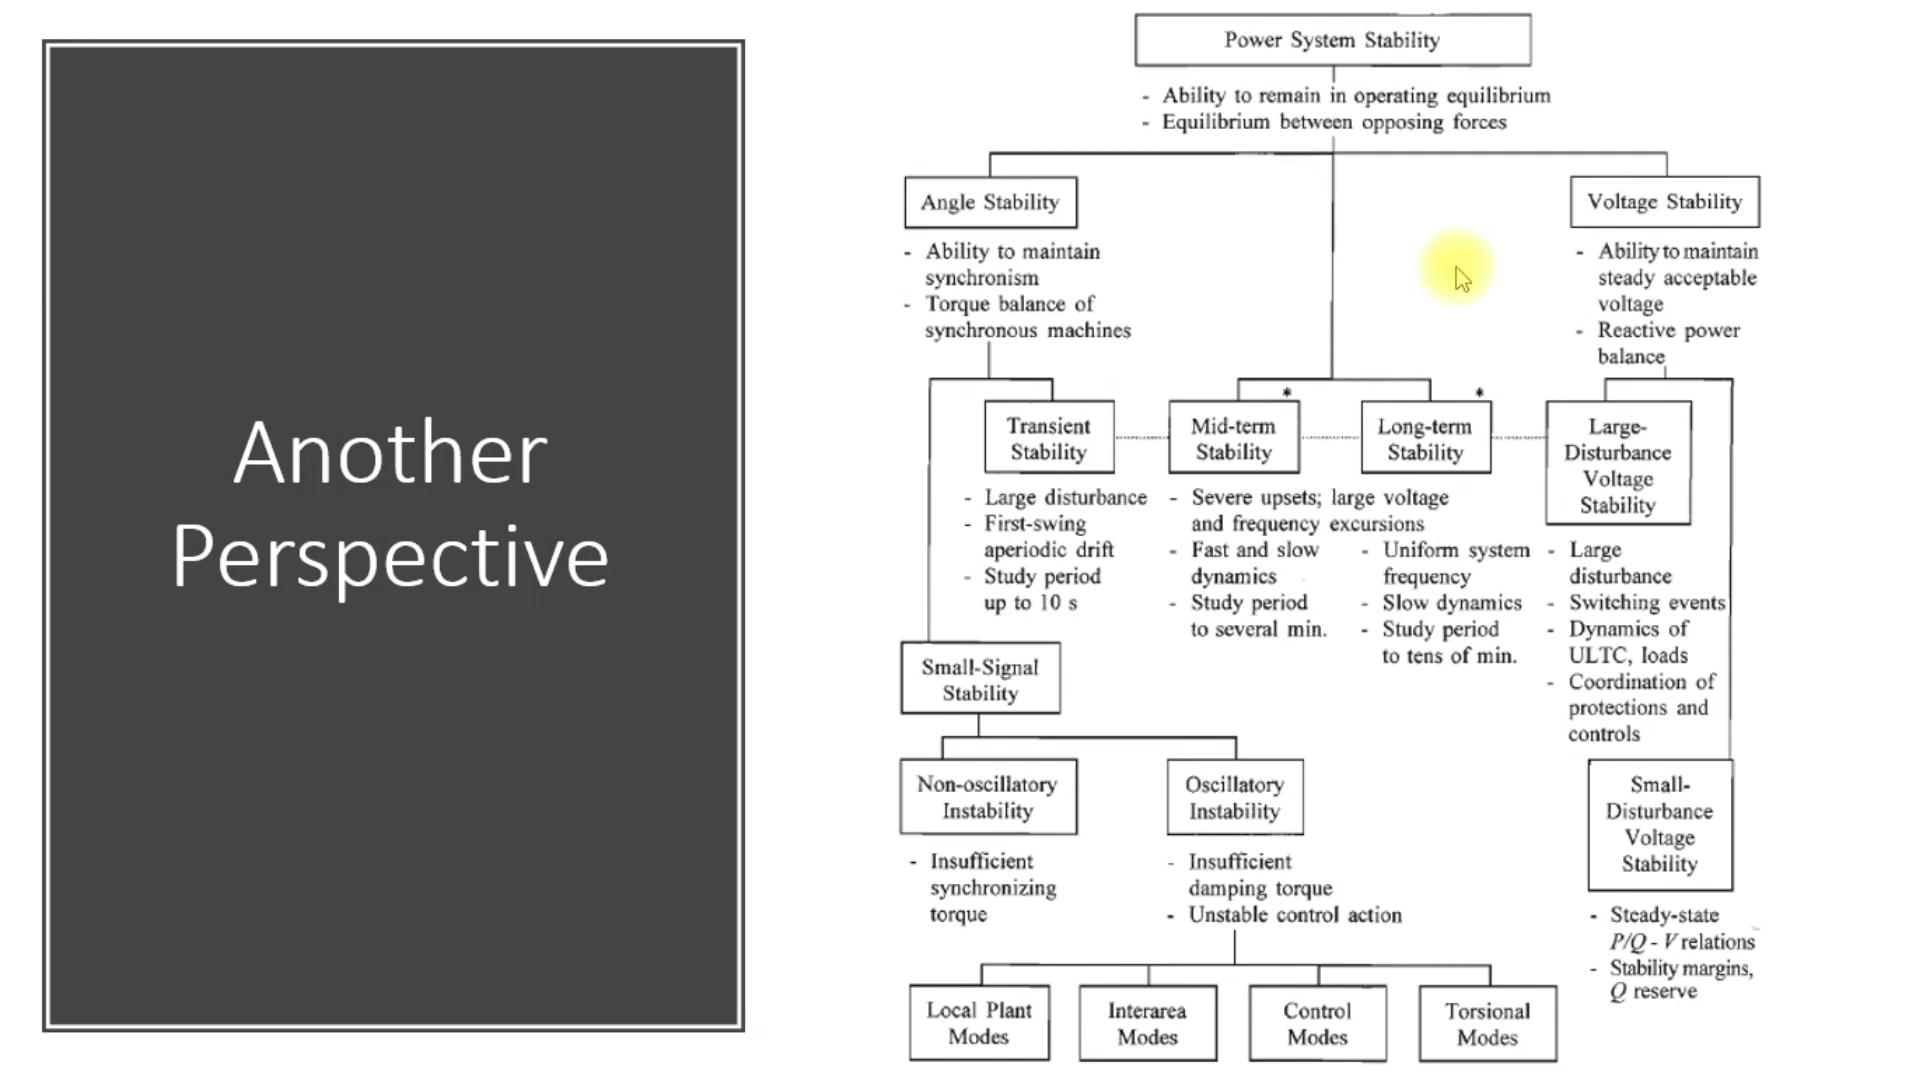 Another
Perspective
Power System Stability
- Ability to remain in operating equilibrium
- Equilibrium between opposing forces
Angle Stability
- Ability to maintain
synchronism
- Torque balance of
synchronous machines
Voltage Stability
- Ability to maintain
steady acceptable
voltage
- Reactive power
balance
Transient
Stability
- Large disturbance
- First-swing
aperiodic drift
- Study period
up to 10 s
*
Mid-term
Stability
*
Long-term
Stability
- Severe upsets; large voltage
and frequency excursions
- Fast and slow
dynamics
- Study period
to several min.
- Uniform system
frequency
- Slow dynamics
- Study period
to tens of min.
Large-
Disturbance
Voltage
Stability
- Large
disturbance
- Switching events
- Dynamics of
ULTC, loads
- Coordination of
protections and
controls
Small-Signal
Stability
Non-oscillatory
Instability
- Insufficient
synchronizing
torque
Oscillatory
Instability
- Insufficient
damping torque
- Unstable control action
Small-
Disturbance
Voltage
Stability
- Steady-state
P/Q - V relations
- Stability margins,
Q reserve
Local Plant
Modes
Interarea
Modes
Control
Modes
Torsional
Modes